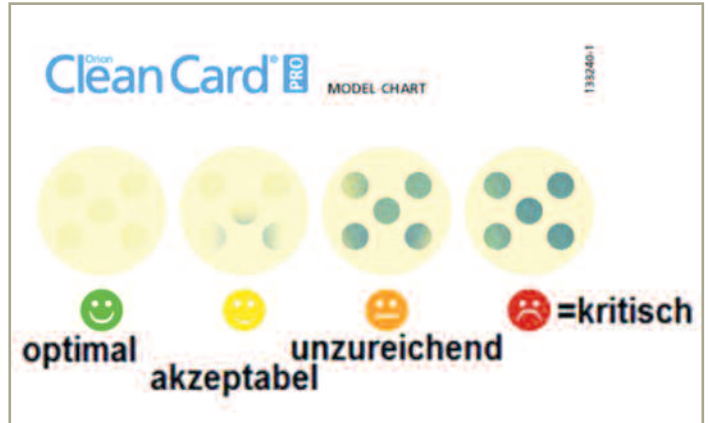 Orion
Clean Card® PRO
MODEL CHART
133240-1
optimal
akzeptabel
unzureichend
=kritisch